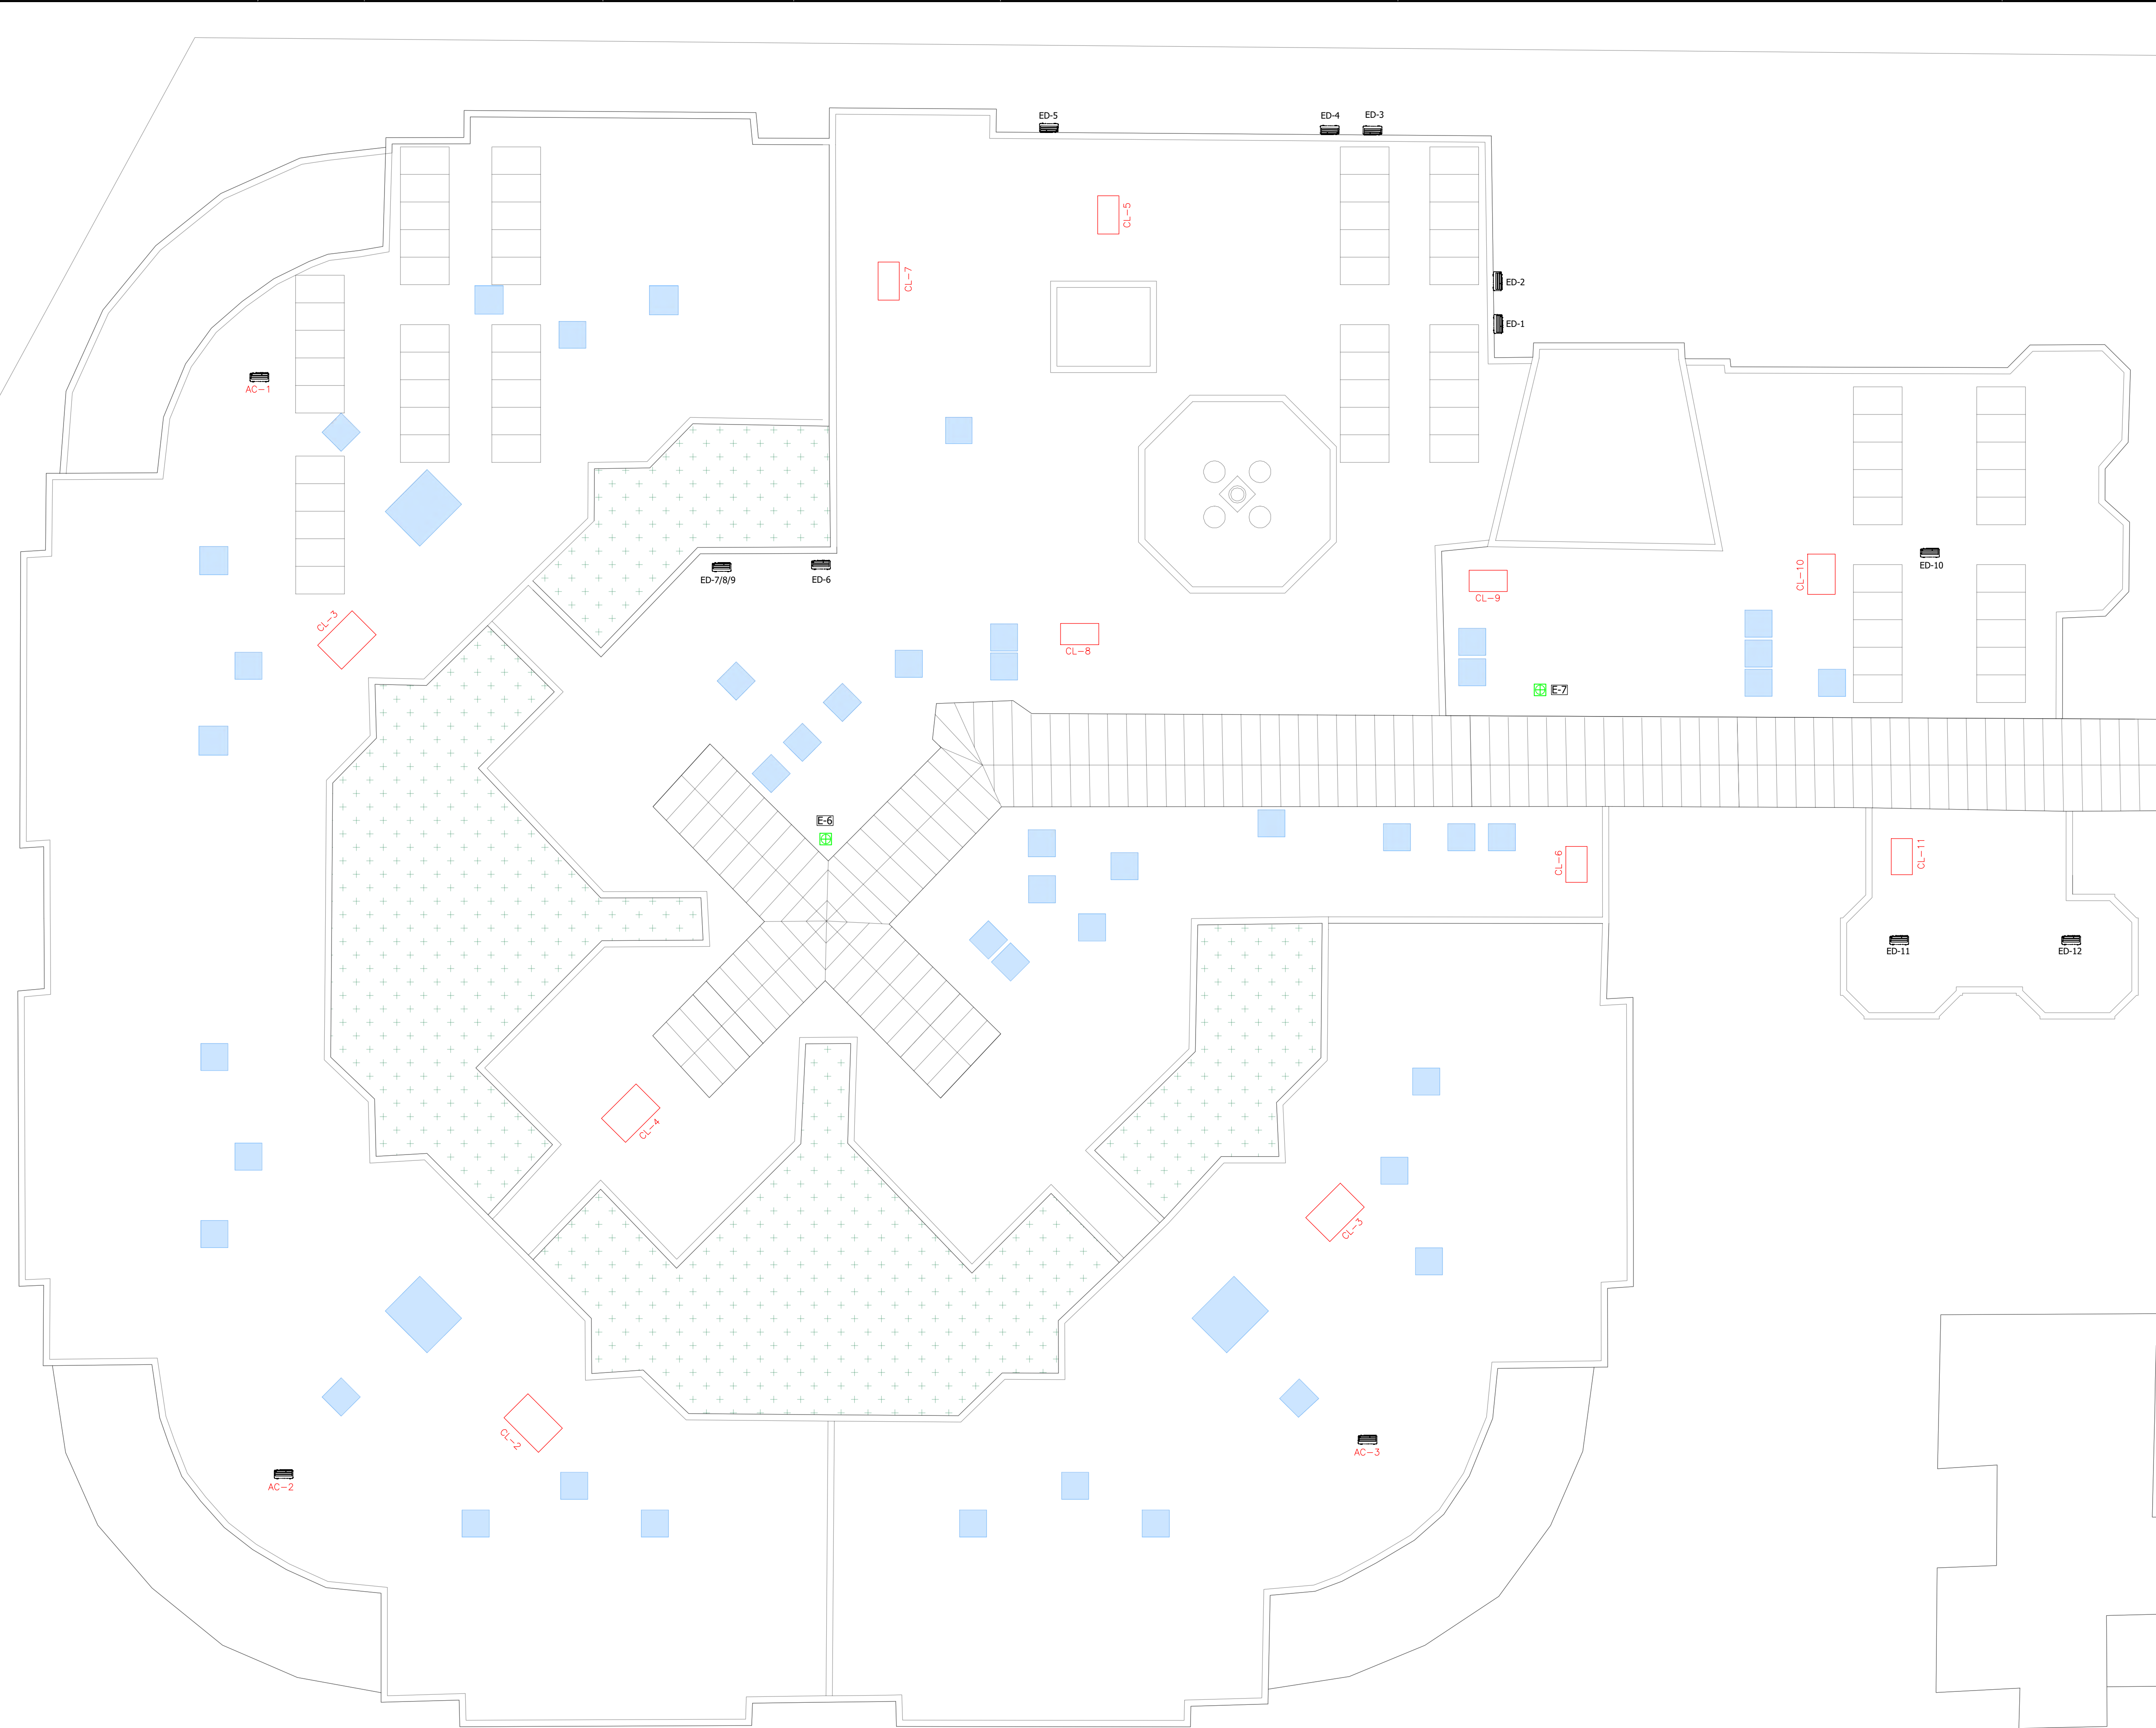 ED-5
ED-4
ED-3
CL-5
CL-7
ED-2
ED-1
AC-1
CL-10
ED-10
ED-7/8/9
ED-6
CL-9
CL-3
CL-8
E-7
E-6
CL-6
CL-11
ED-11
ED-12
CL-4
CL-3
CL-2
AC-3
AC-2